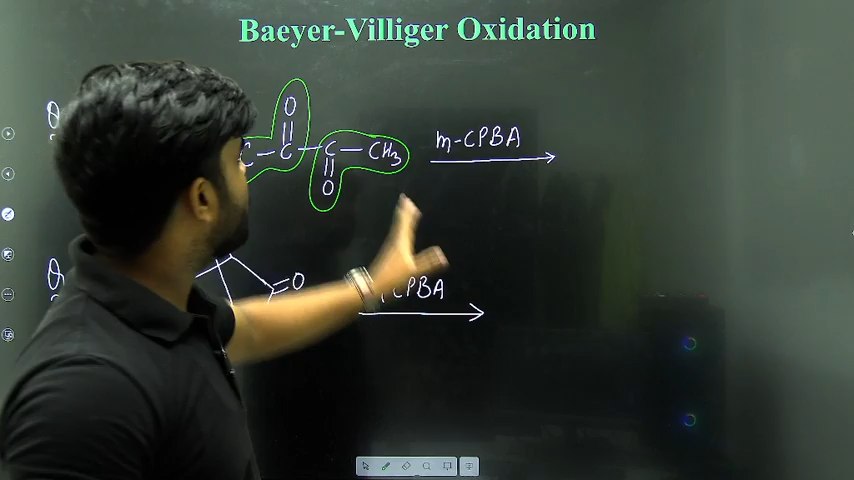 Baeyer-Villiger Oxidation
Q
O
C – C – C – CH3
O
m-CPBA
Q
O
CPBA